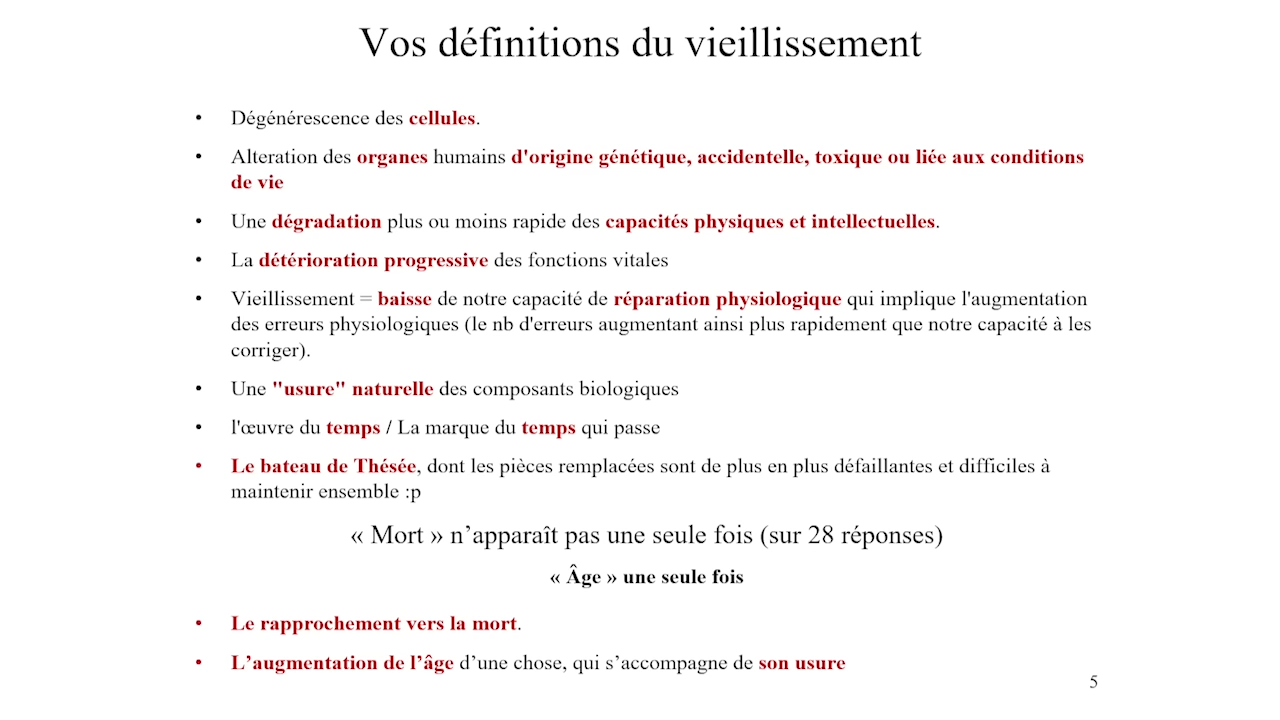 Vos définitions du vieillissement
• Dégénérescence des cellules.
• Alteration des organes humains d'origine génétique, accidentelle, toxique ou liée aux conditions
de vie
• Une dégradation plus ou moins rapide des capacités physiques et intellectuelles.
• La détérioration progressive des fonctions vitales
• Vieillissement = baisse de notre capacité de réparation physiologique qui implique l'augmentation
des erreurs physiologiques (le nb d'erreurs augmentant ainsi plus rapidement que notre capacité à les
corriger).
• Une "usure" naturelle des composants biologiques
• l'œuvre du temps / La marque du temps qui passe
• Le bateau de Thésée, dont les pièces remplacées sont de plus en plus défaillantes et difficiles à
maintenir ensemble :p
« Mort » n’apparaît pas une seule fois (sur 28 réponses)
« Âge » une seule fois
• Le rapprochement vers la mort.
• L’augmentation de l’âge d’une chose, qui s’accompagne de son usure
5